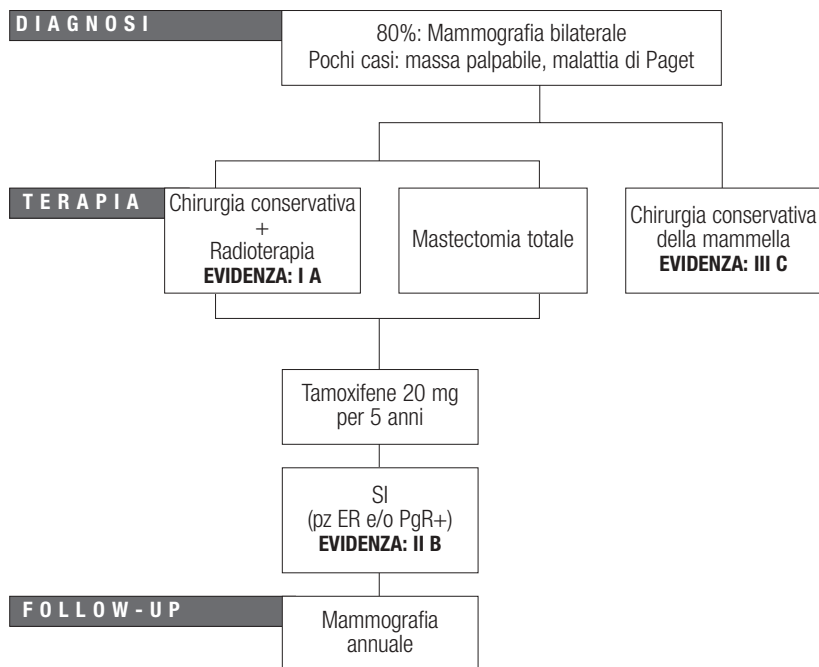 DIAGNOSI
80%: Mammografia bilaterale
Pochi casi: massa palpabile, malattia di Paget
TERAPIA
Chirurgia conservativa
+
Radioterapia
EVIDENZA: I A
Mastectomia totale
Chirurgia conservativa
della mammella
EVIDENZA: III C
Tamoxifene 20 mg
per 5 anni
SI
(pz ER e/o PgR+)
EVIDENZA: II B
FOLLOW-UP
Mammografia
annuale